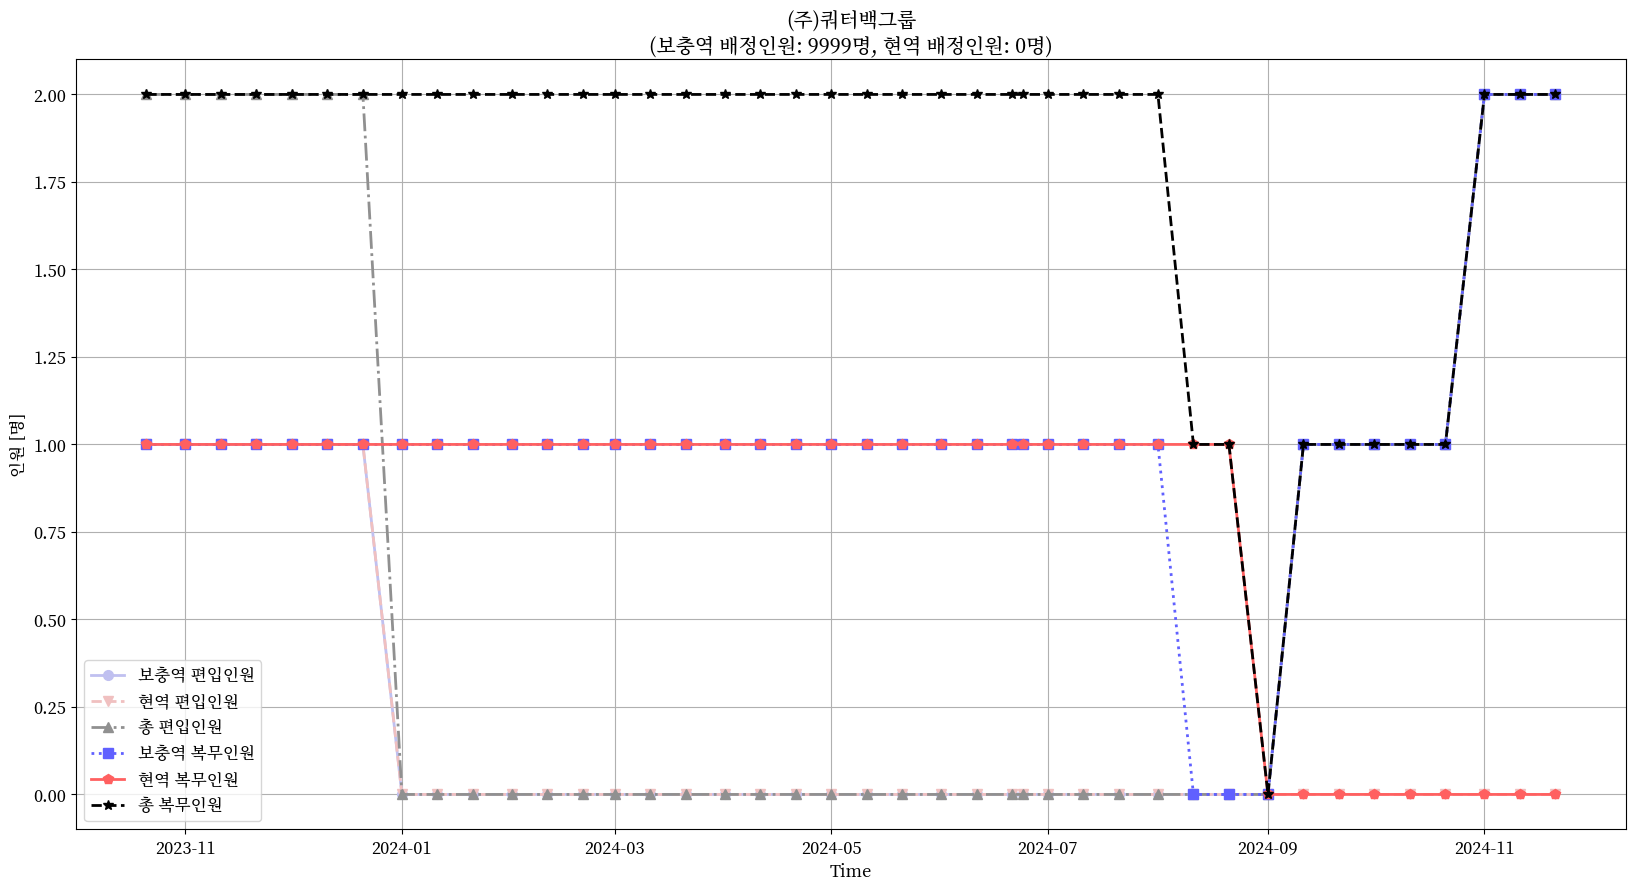 (주)쿼터백그룹
(보충역 배정인원: 9999명, 현역 배정인원: 0명)
인원 [명]
2.00
1.75
1.50
1.25
1.00
0.75
0.50
0.25
0.00
보충역 편입인원
현역 편입인원
총 편입인원
보충역 복무인원
현역 복무인원
총 복무인원
2023-11
2024-01
2024-03
2024-05
2024-07
2024-09
2024-11
Time